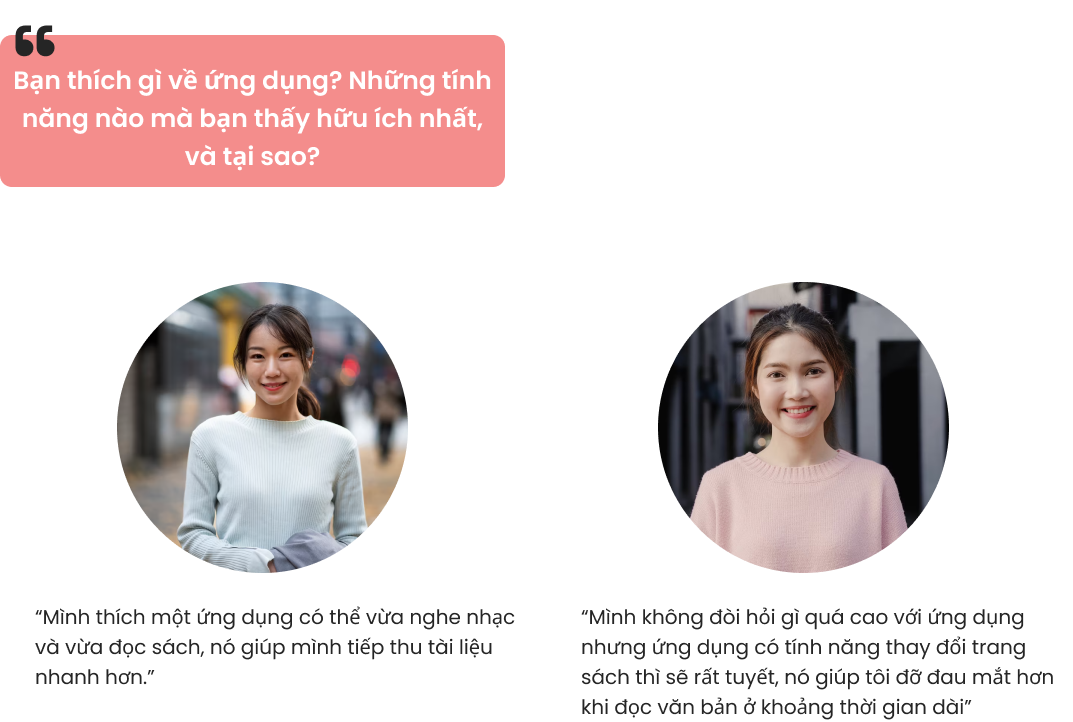 Bạn thích gì về ứng dụng? Những tính
năng nào mà bạn thấy hữu ích nhất,
và tại sao?
“Mình thích một ứng dụng có thể vừa nghe nhạc
và vừa đọc sách, nó giúp mình tiếp thu tài liệu
nhanh hơn.”
“Mình không đòi hỏi gì quá cao với ứng dụng
nhưng ứng dụng có tính năng thay đổi trang
sách thì sẽ rất tuyết, nó giúp tôi đỡ đau mắt hơn
khi đọc văn bản ở khoảng thời gian dài”